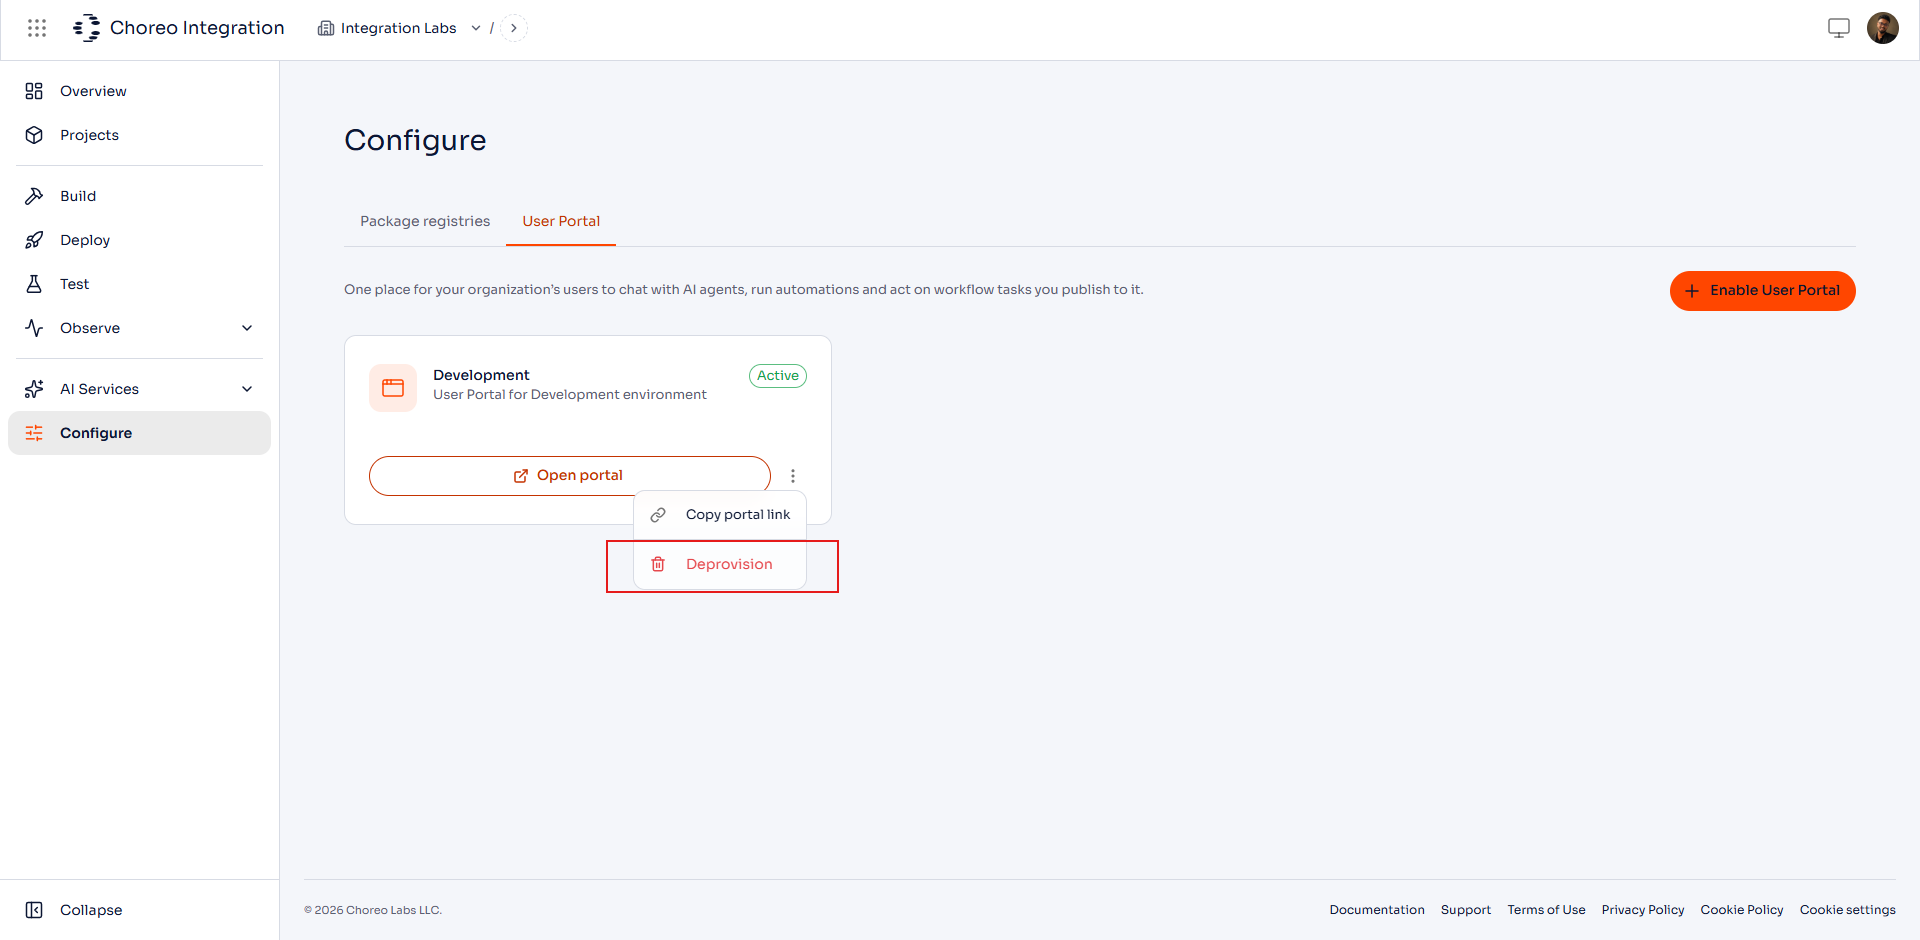 Choreo Integration
Integration Labs
/
Overview
Projects
Build
Deploy
Test
Observe
AI Services
Configure
Collapse
Configure
Package registries
User Portal
One place for your organization's users to chat with AI agents, run automations and act on workflow tasks you publish to it.
Enable User Portal
Development
Active
User Portal for Development environment
Open portal
Copy portal link
Deprovision
© 2026 Choreo Labs LLC.
Documentation
Support
Terms of Use
Privacy Policy
Cookie Policy
Cookie settings